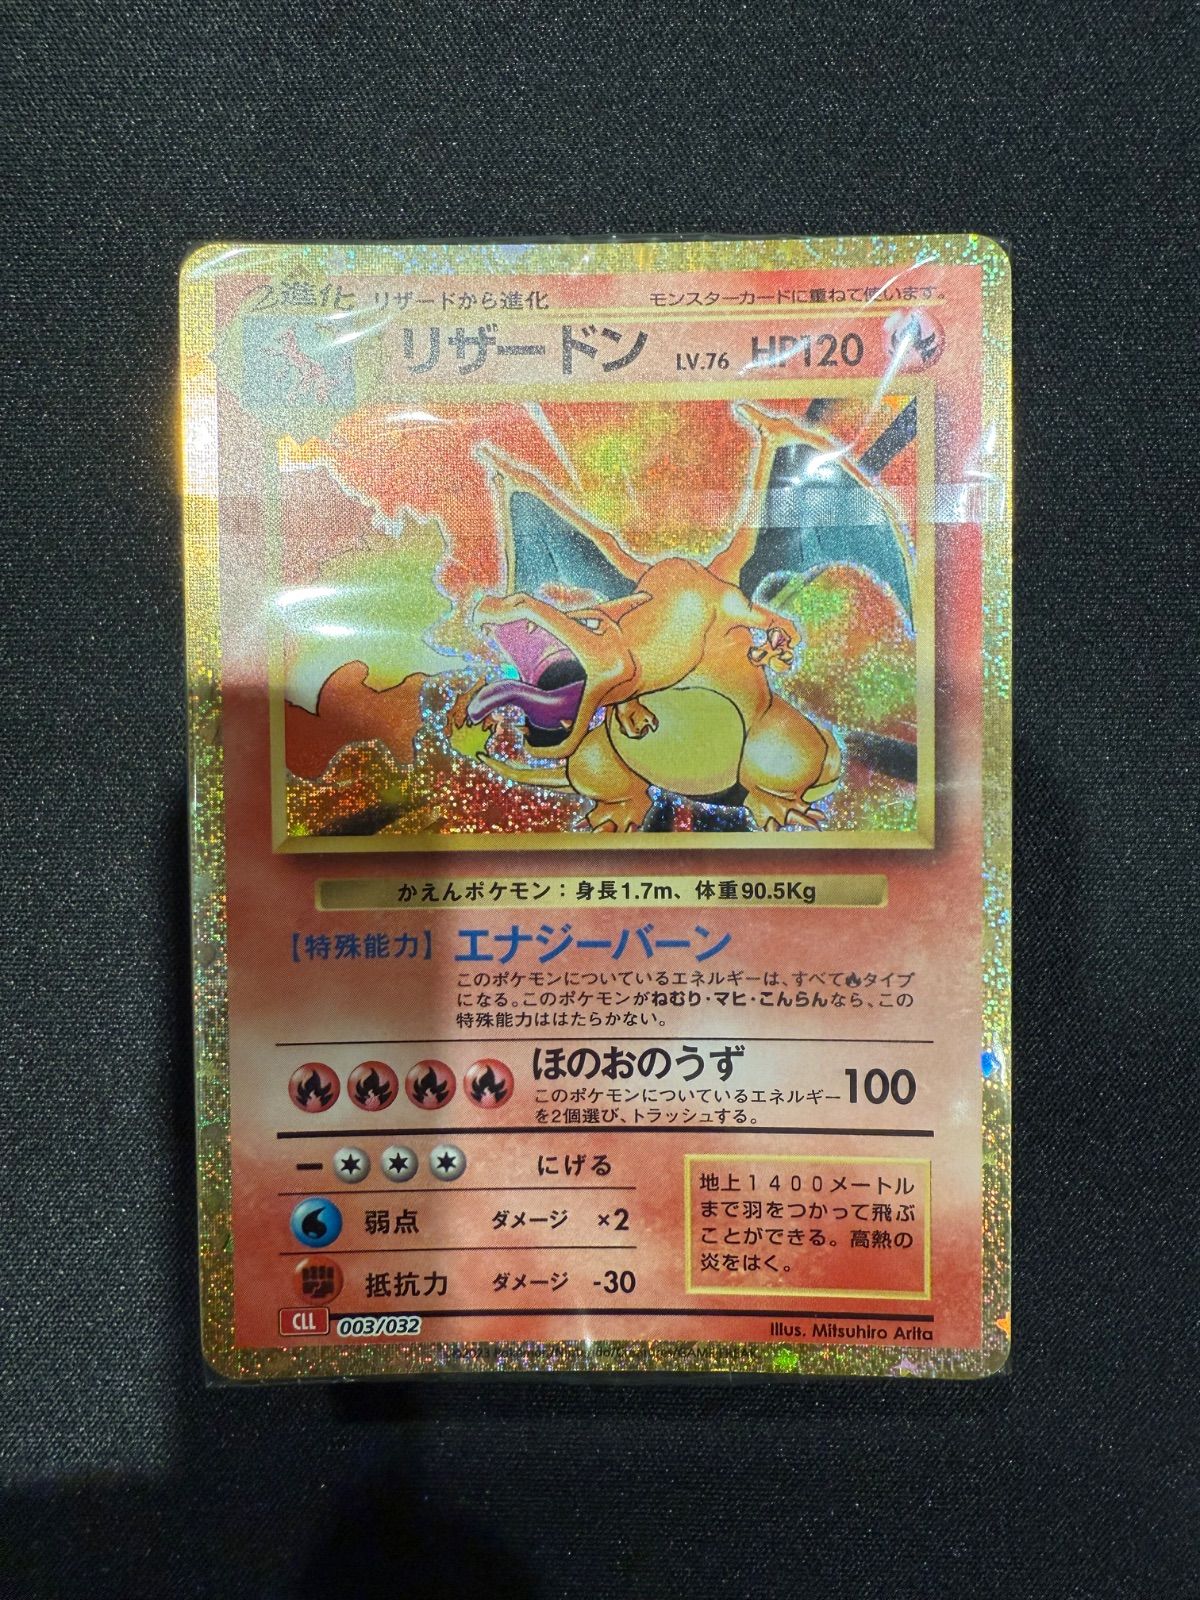 2進化 リザードから進化 モンスターカードに重ねて使います。
リザードン LV.76 HP120
かえんポケモン：身長1.7m、体重90.5Kg
【特殊能力】 エナジーバーン
このポケモンについているエネルギーは、すべてタイプ
になる。このポケモンがねむり・マヒ・こんらんなら、この
特殊能力ははたらかない。
ほのおのうず 100
このポケモンについているエネルギー
を2個選び、トラッシュする。
にげる
弱点 ダメージ ×2
抵抗力 ダメージ -30
地上1400メートル
まで羽をつかって飛ぶ
ことができる。高熱の
炎をはく。
CLL 003/032
Illus. Mitsuhiro Arita
©2023 Pokémon/Nintendo/Creatures/GAME FREAK